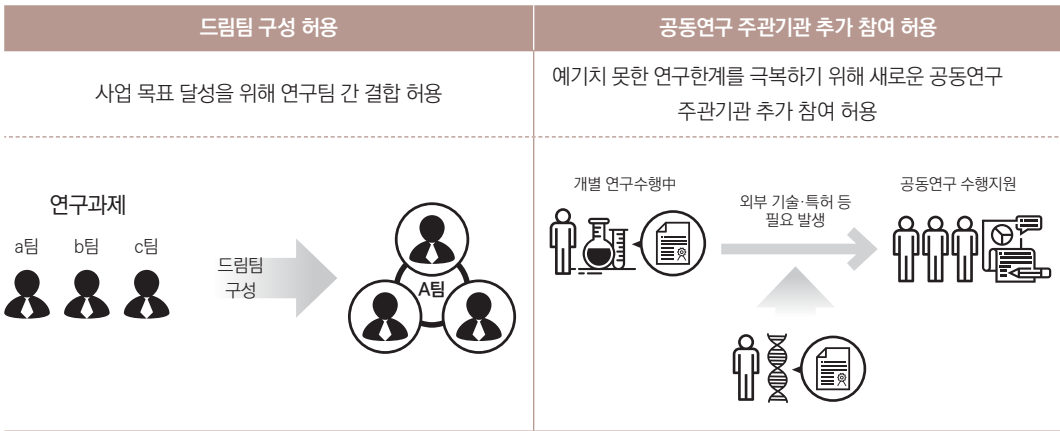 드림팀 구성 허용
공동연구 주관기관 추가 참여 허용
사업 목표 달성을 위해 연구팀 간 결합 허용
예기치 못한 연구한계를 극복하기 위해 새로운 공동연구
주관기관 추가 참여 허용
연구과제
a팀
b팀
c팀
드림팀
구성
A팀
개별 연구수행中
외부 기술·특허 등
필요 발생
공동연구 수행지원